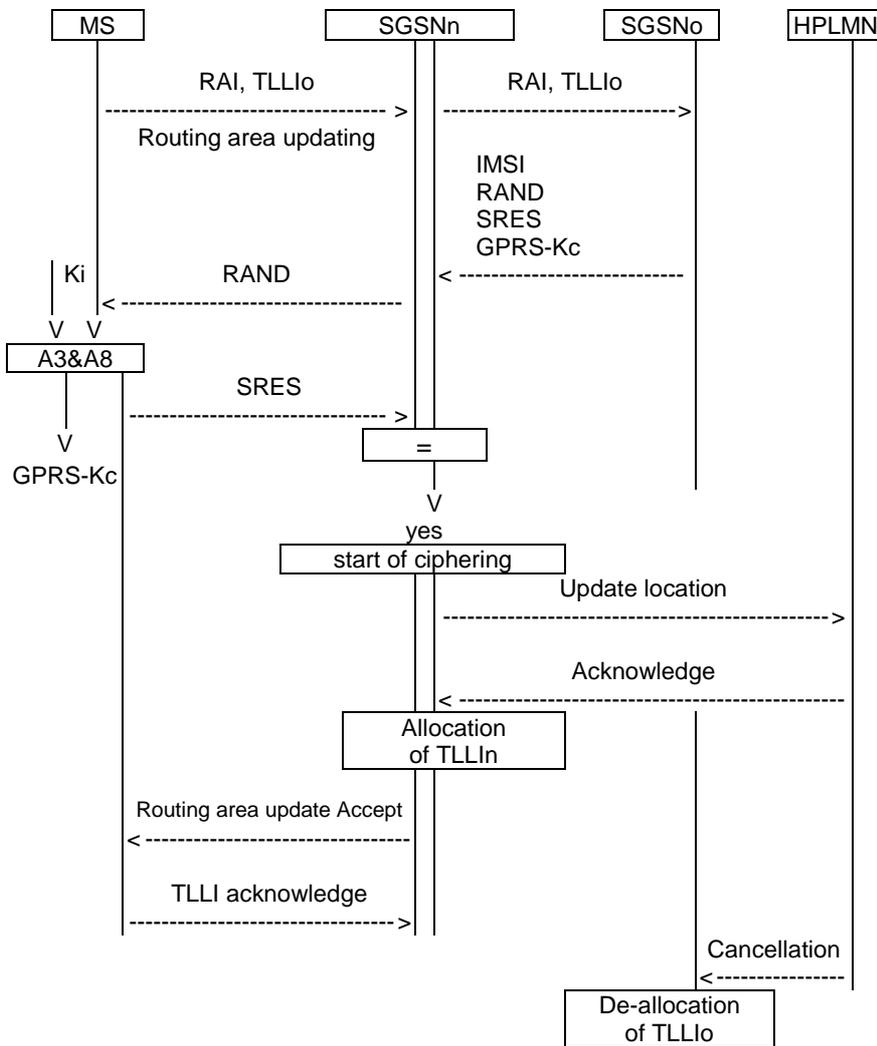 MS SGSNn SGSNo HPLMN
RAI, TLLIo RAI, TLLIo
Routing area updating
IMSI
RAND
SRES
GPRS-Kc
Ki RAND
V V
A3&A8
SRES
=
V
GPRS-Kc
V
yes
start of ciphering
Update location
Acknowledge
Allocation
of TLLIn
Routing area update Accept
TLLI acknowledge
Cancellation
De-allocation
of TLLIo